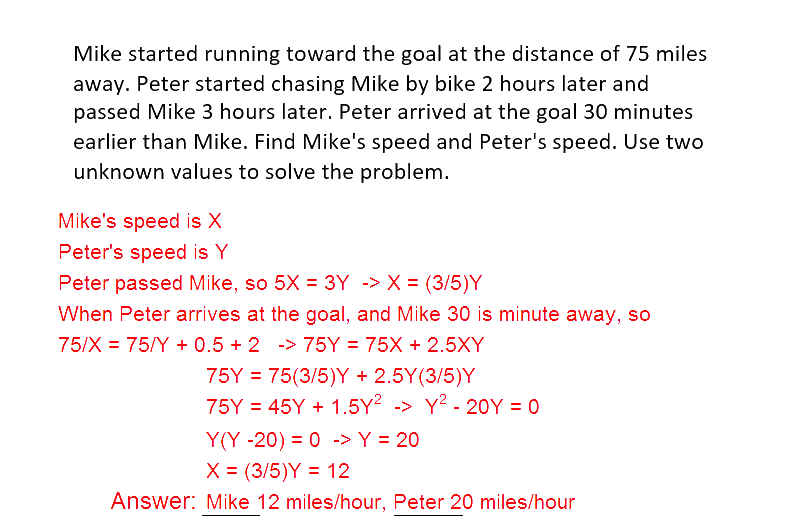 Mike started running toward the goal at the distance of 75 miles
away. Peter started chasing Mike by bike 2 hours later and
passed Mike 3 hours later. Peter arrived at the goal 30 minutes
earlier than Mike. Find Mike's speed and Peter's speed. Use two
unknown values to solve the problem.
Mike's speed is X
Peter's speed is Y
Peter passed Mike, so 5X = 3Y -> X = (3/5)Y
When Peter arrives at the goal, and Mike 30 is minute away, so
75/X = 75/Y + 0.5 + 2 -> 75Y = 75X + 2.5XY
75Y = 75(3/5)Y + 2.5Y(3/5)Y
75Y = 45Y + 1.5Y² -> Y² - 20Y = 0
Y(Y -20) = 0 -> Y = 20
X = (3/5)Y = 12
Answer: Mike 12 miles/hour, Peter 20 miles/hour